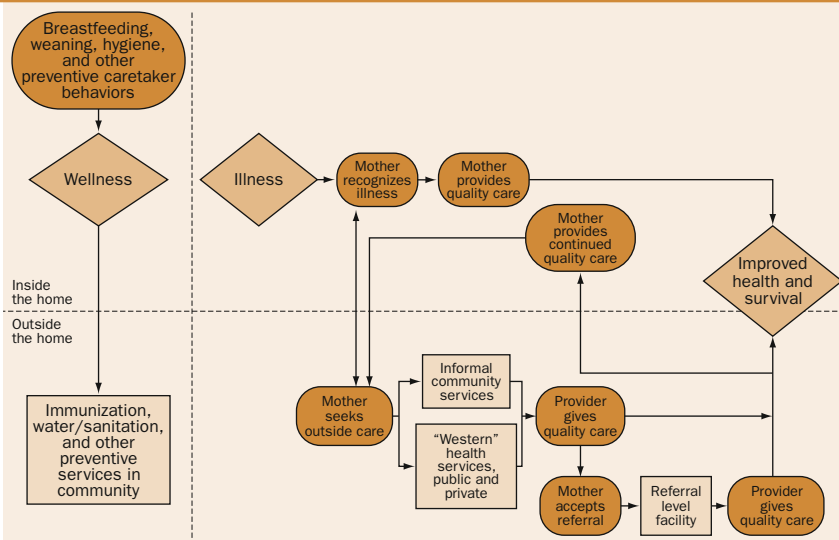 Breastfeeding,
weaning, hygiene,
and other
preventive caretaker
behaviors
Wellness
Inside
the home
Outside
the home
Immunization,
water/sanitation,
and other
preventive
services in
community
Illness
Mother
recognizes
illness
Mother
provides
quality care
Mother
provides
continued
quality care
Improved
health and
survival
Mother
seeks
outside care
Informal
community
services
“Western”
health
services,
public and
private
Provider
gives
quality care
Mother
accepts
referral
Referral
level
facility
Provider
gives
quality care